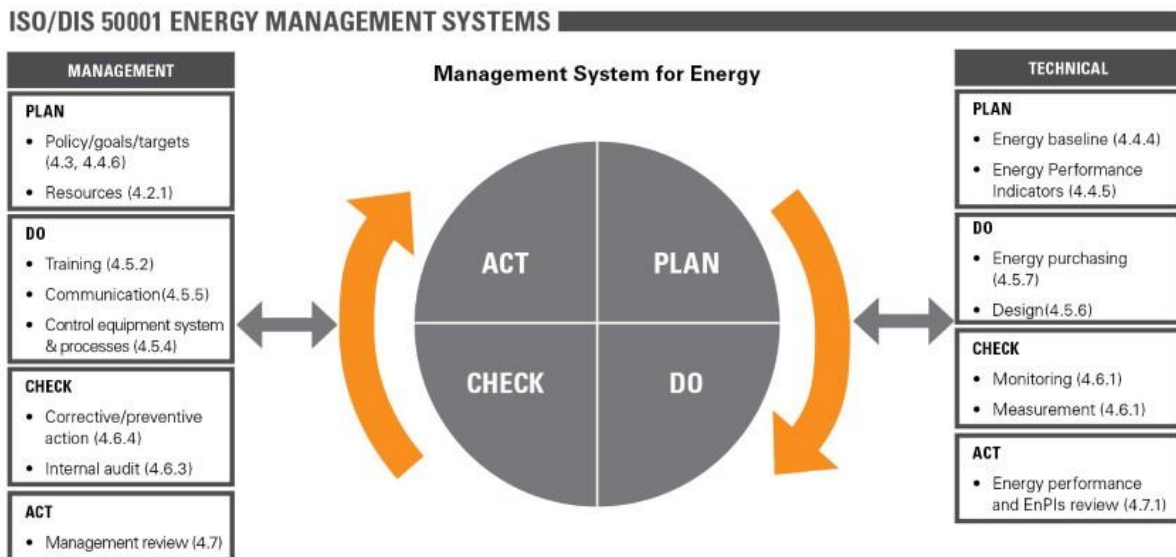 ISO/DIS 50001 ENERGY MANAGEMENT SYSTEMS
MANAGEMENT
PLAN
• Policy/goals/targets
(4.3, 4.4.6)
• Resources (4.2.1)
DO
• Training (4.5.2)
• Communication(4.5.5)
• Control equipment system
& processes (4.5.4)
CHECK
• Corrective/preventive
action (4.6.4)
• Internal audit (4.6.3)
ACT
• Management review (4.7)
Management System for Energy
ACT
PLAN
CHECK
DO
TECHNICAL
PLAN
• Energy baseline (4.4.4)
• Energy Performance
Indicators (4.4.5)
DO
• Energy purchasing
(4.5.7)
• Design(4.5.6)
CHECK
• Monitoring (4.6.1)
• Measurement (4.6.1)
ACT
• Energy performance
and EnPIs review (4.7.1)